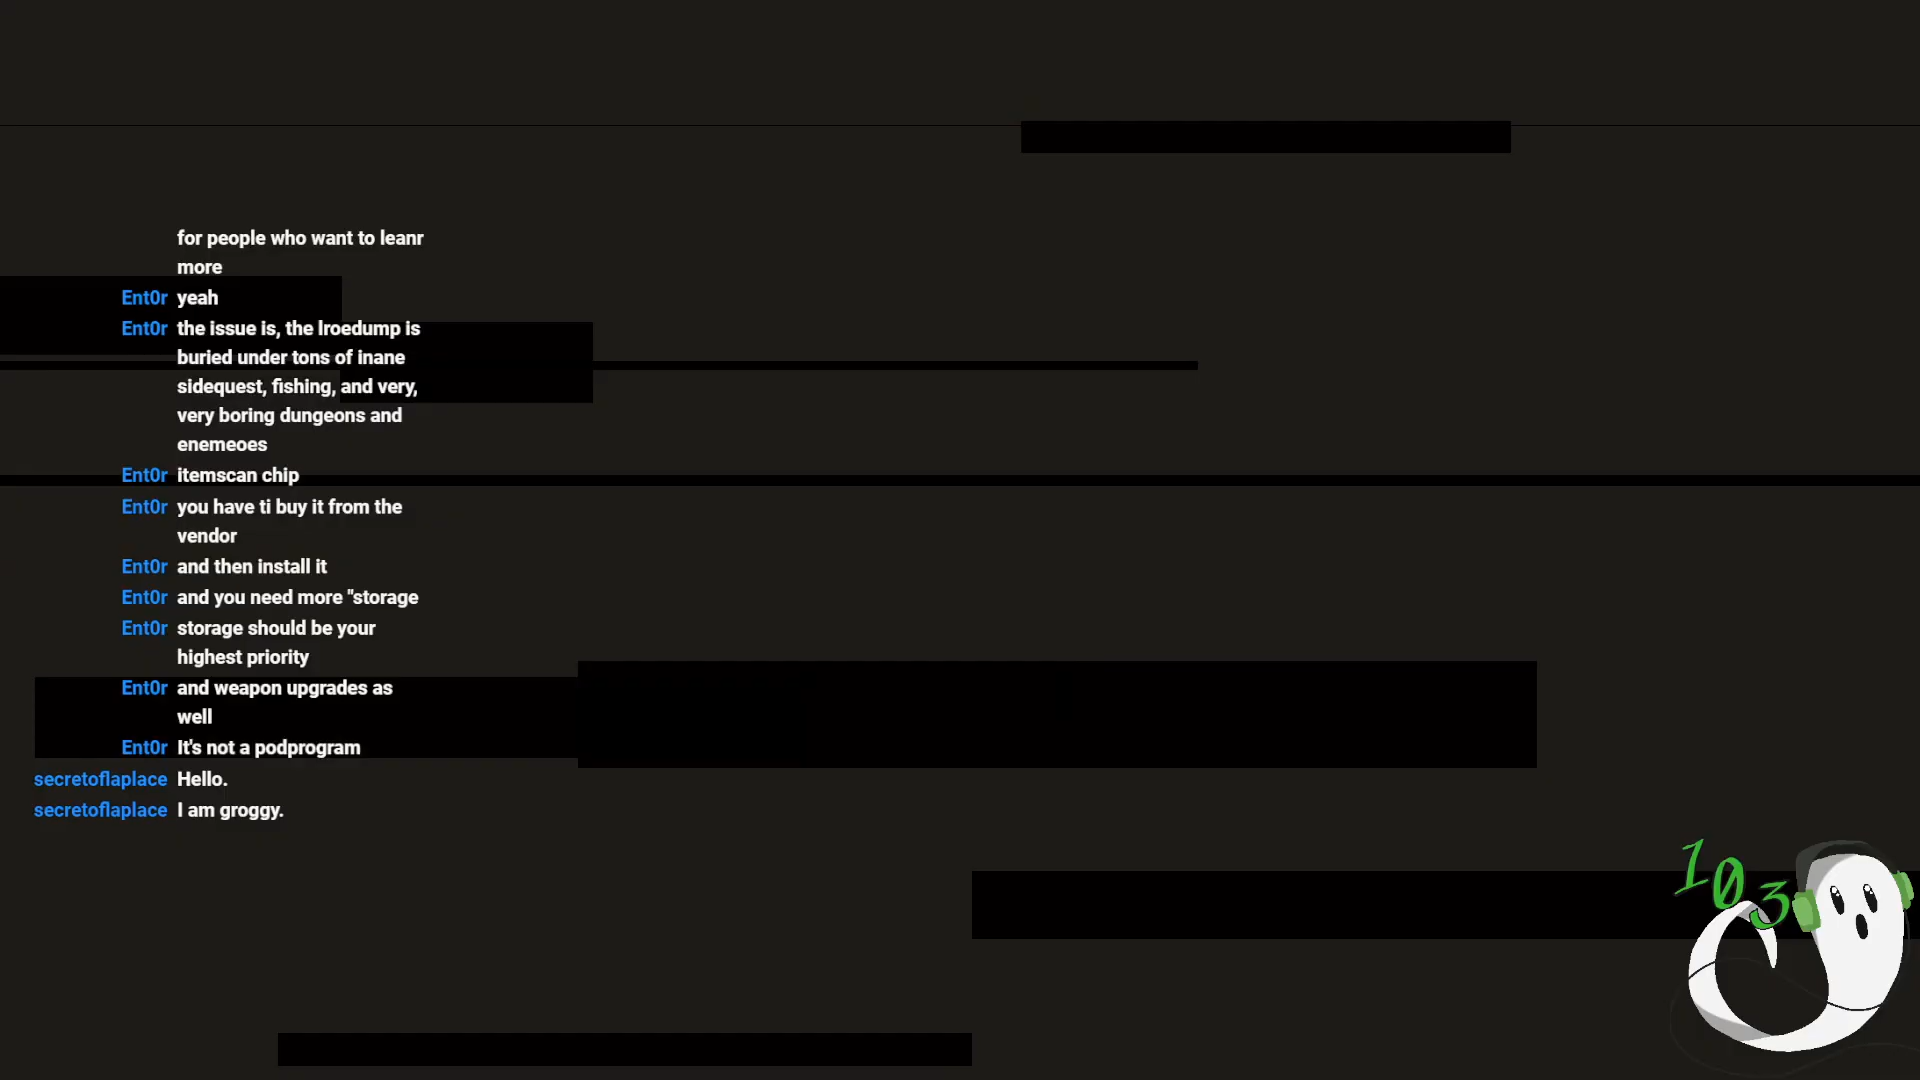 for people who want to leanr
more
Ent0r yeah
Ent0r the issue is, the lroedump is
buried under tons of inane
sidequest, fishing, and very,
very boring dungeons and
enemeoes
Ent0r itemscan chip
Ent0r you have ti buy it from the
vendor
Ent0r and then install it
Ent0r and you need more "storage
Ent0r storage should be your
highest priority
Ent0r and weapon upgrades as
well
Ent0r It's not a podprogram
secretoflaplace Hello.
secretoflaplace I am groggy.
103